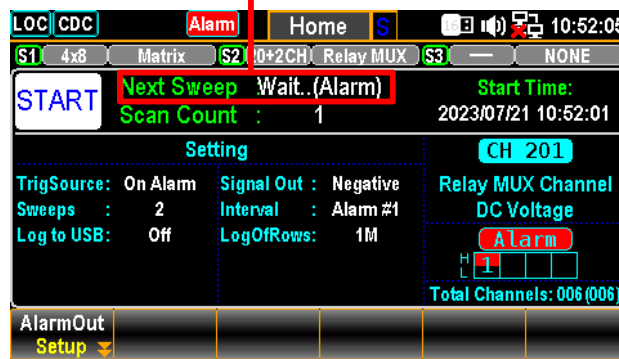 LOC CDC Alarm Home S 16 10:52:05
S1 4x8 Matrix S2 20+2CH Relay MUX S3 — NONE
START
Next Sweep : Wait..(Alarm)
Scan Count : 1
Start Time:
2023/07/21 10:52:01
Setting
TrigSource: On Alarm Signal Out : Negative
Sweeps : 2 Interval : Alarm #1
Log to USB: Off LogOfRows: 1M
CH 201
Relay MUX Channel
DC Voltage
Alarm
H
L 1
Total Channels: 006(006)
AlarmOut
Setup